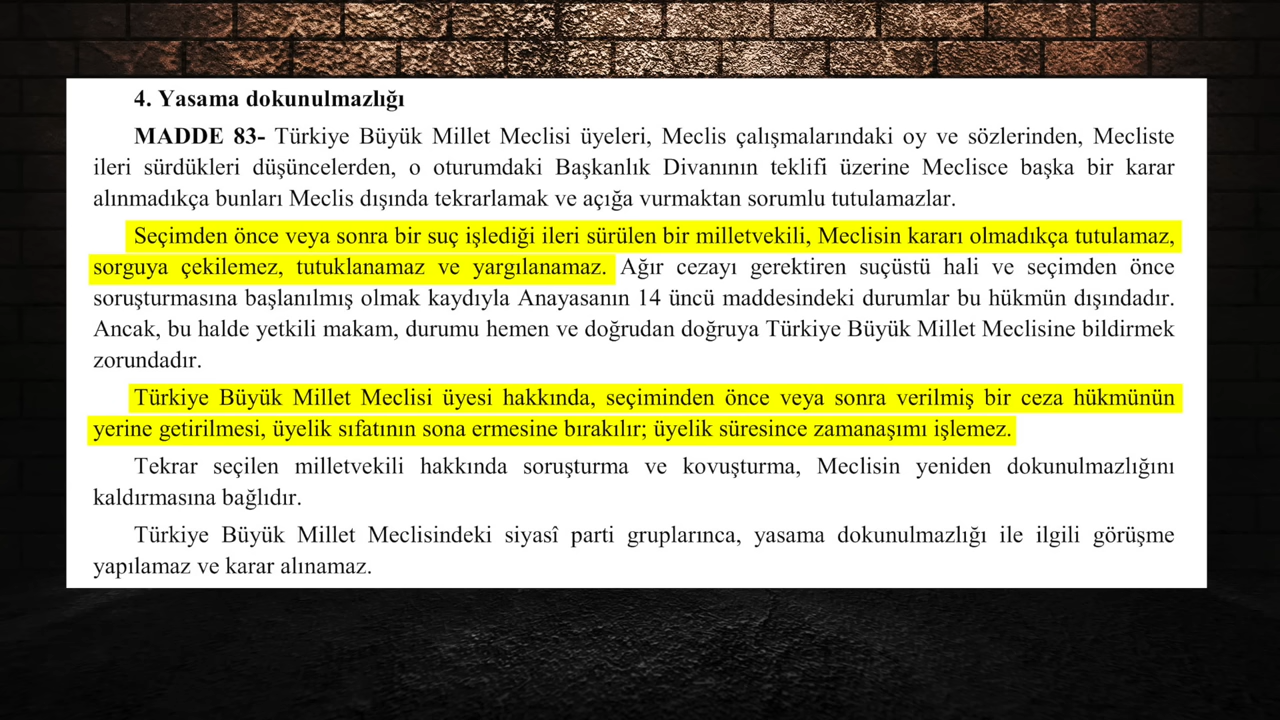 4. Yasama dokunulmazlığı
MADDE 83- Türkiye Büyük Millet Meclisi üyeleri, Meclis çalışmalarındaki oy ve sözlerinden, Mecliste
ileri sürdükleri düşüncelerden, o oturumdaki Başkanlık Divanının teklifi üzerine Meclisce başka bir karar
alınmadıkça bunları Meclis dışında tekrarlamak ve açığa vurmaktan sorumlu tutulamazlar.
Seçimden önce veya sonra bir suç işlediği ileri sürülen bir milletvekili, Meclisin kararı olmadıkça tutulamaz,
sorguya çekilemez, tutuklanamaz ve yargılanamaz. Ağır cezayı gerektiren suçüstü hali ve seçimden önce
soruşturmasına başlanılmış olmak kaydıyla Anayasanın 14 üncü maddesindeki durumlar bu hükmün dışındadır.
Ancak, bu halde yetkili makam, durumu hemen ve doğrudan doğruya Türkiye Büyük Millet Meclisine bildirmek
zorundadır.
Türkiye Büyük Millet Meclisi üyesi hakkında, seçiminden önce veya sonra verilmiş bir ceza hükmünün
yerine getirilmesi, üyelik sıfatının sona ermesine bırakılır; üyelik süresince zamanaşımı işlemez.
Tekrar seçilen milletvekili hakkında soruşturma ve kovuşturma, Meclisin yeniden dokunulmazlığını
kaldırmasına bağlıdır.
Türkiye Büyük Millet Meclisindeki siyasî parti gruplarınca, yasama dokunulmazlığı ile ilgili görüşme
yapılamaz ve karar alınamaz.